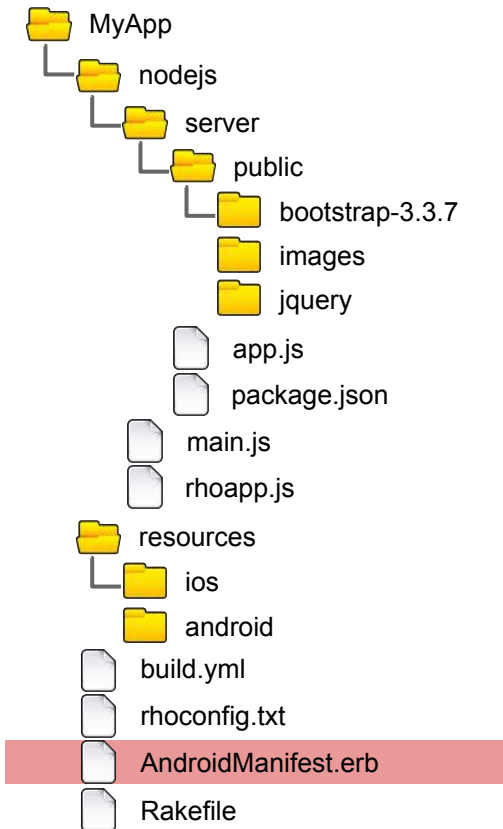 MyApp
nodejs
server
public
bootstrap-3.3.7
images
jquery
app.js
package.json
main.js
rhoapp.js
resources
ios
android
build.yml
rhoconfig.txt
AndroidManifest.erb
Rakefile